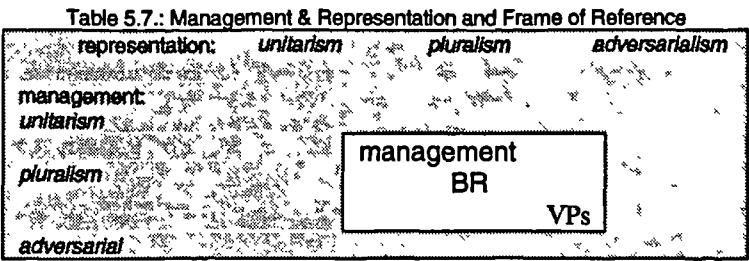 Table 5.7.: Management & Representation and Frame of Reference
representation: unitarism pluralism adversarialism
management:
unitarism
management
pluralism
BR
VPs
adversarial